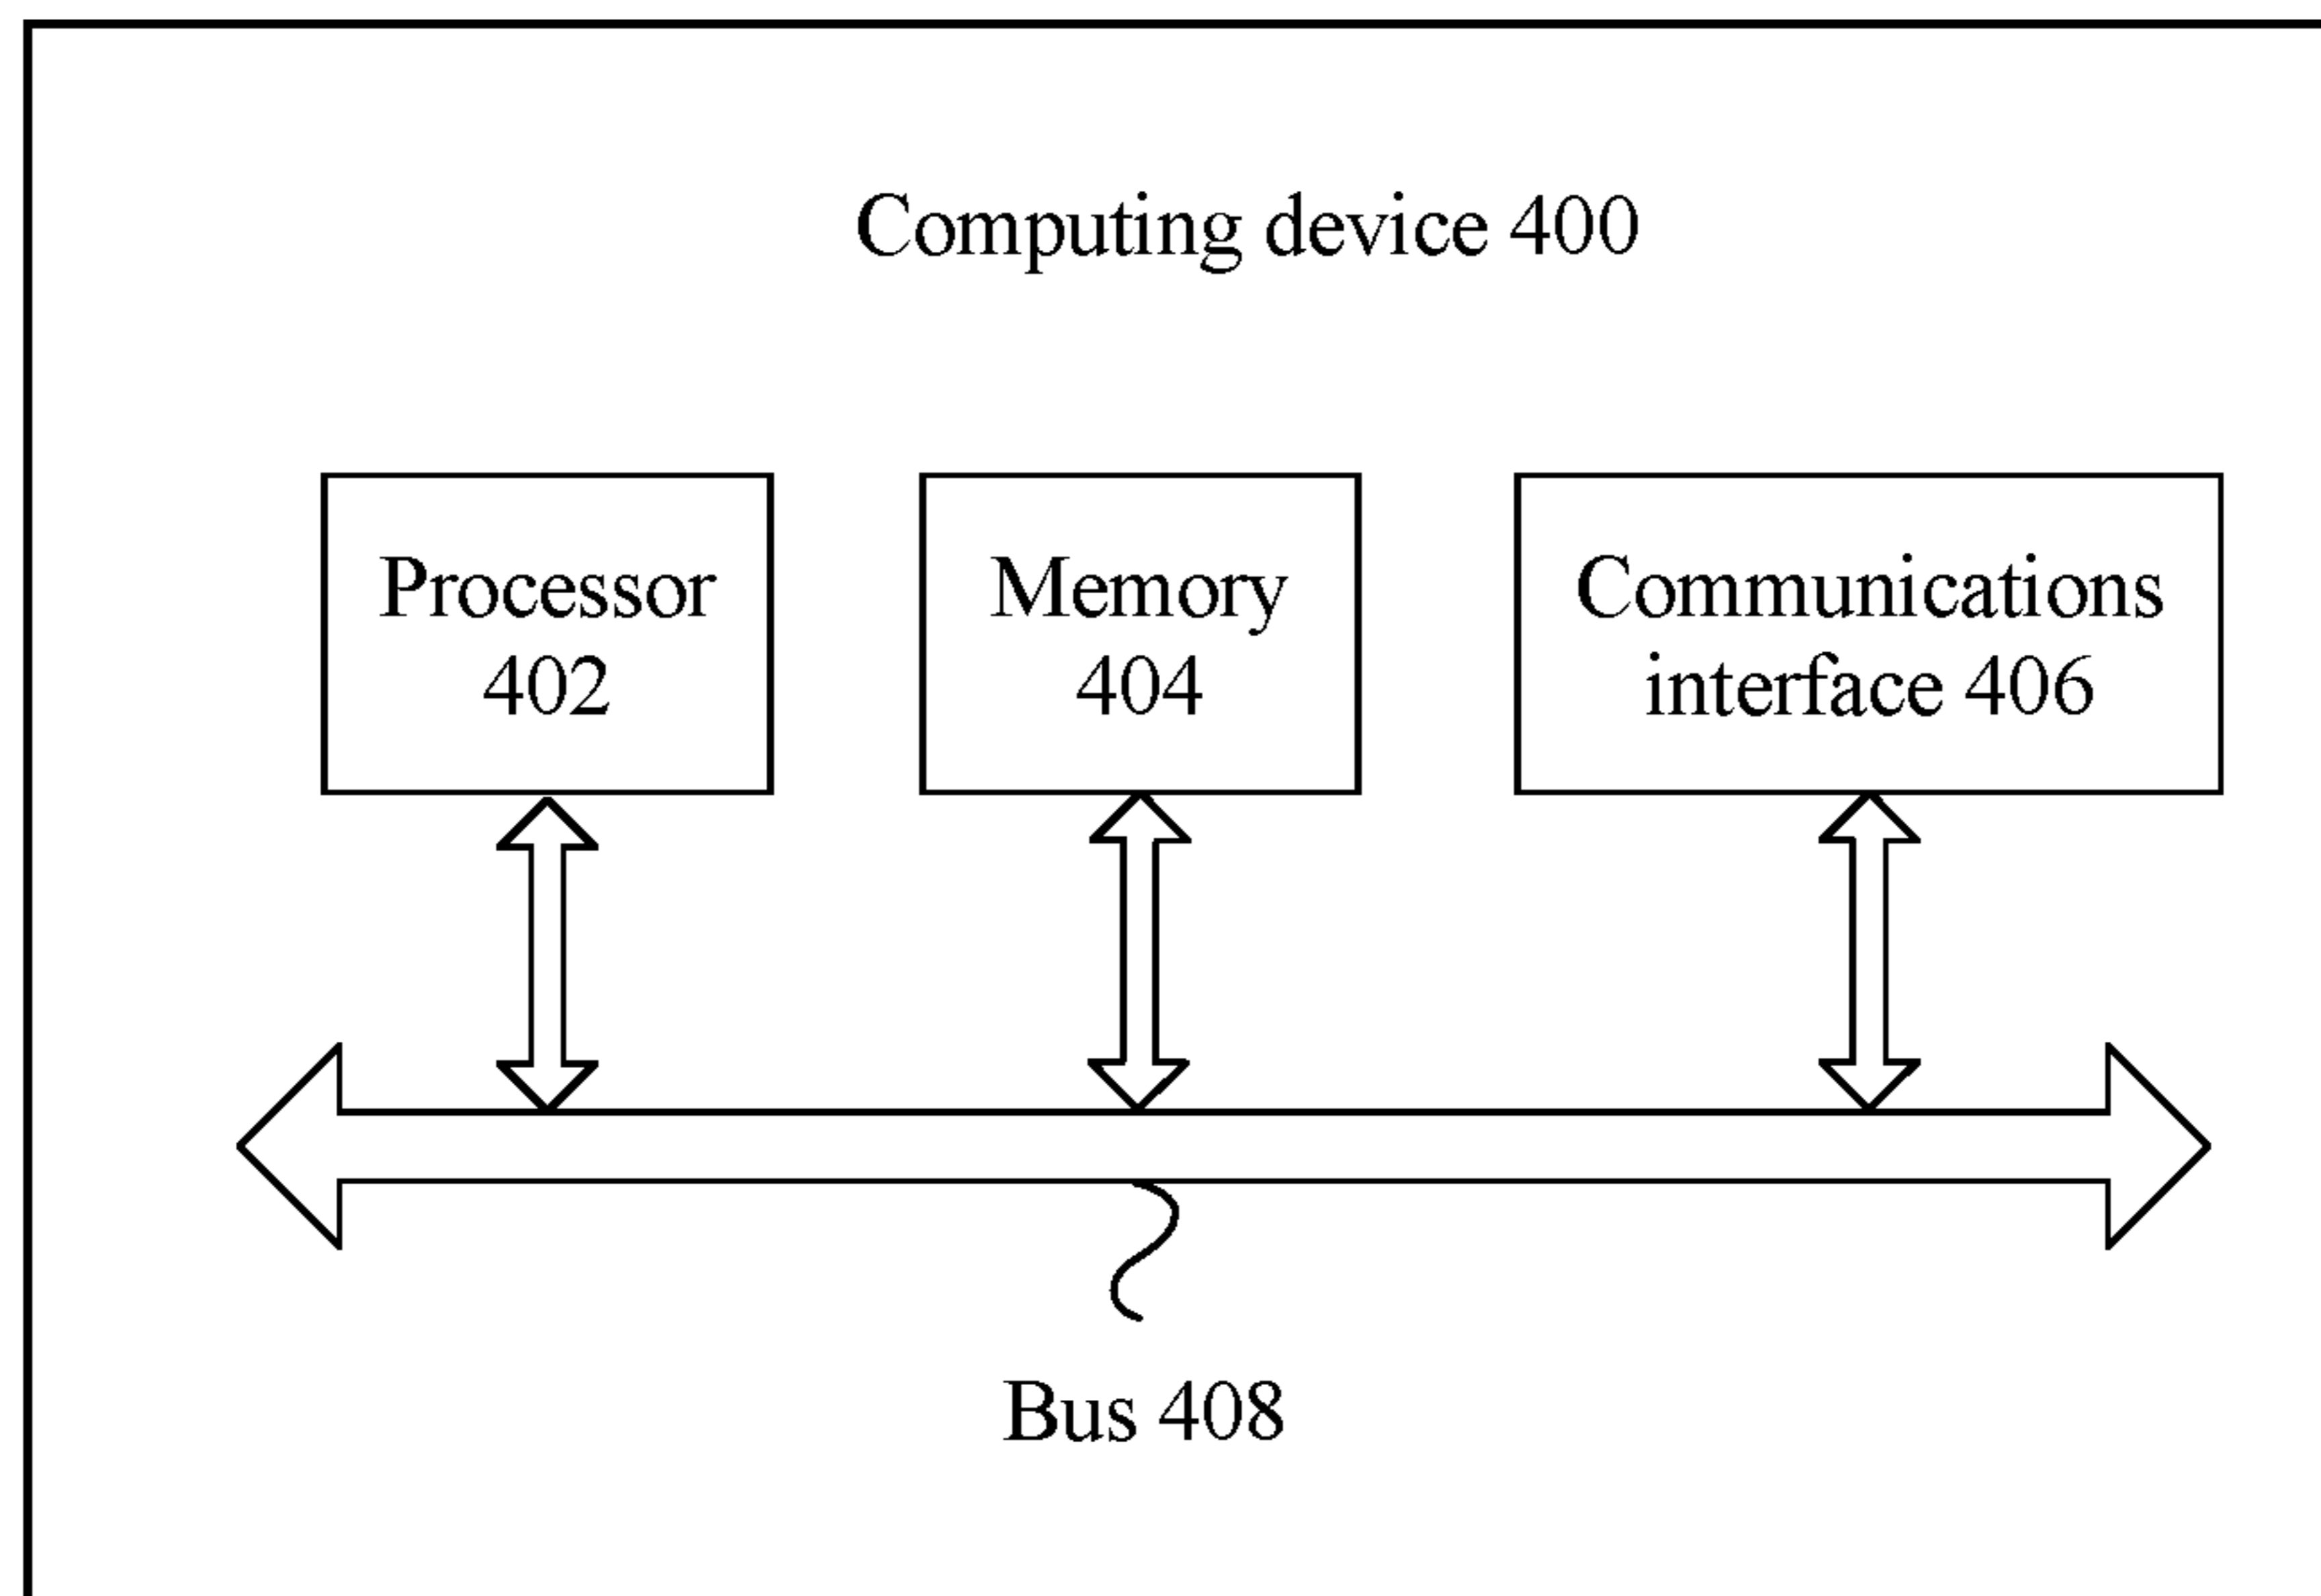 Computing device 400
Processor
402
Memory
404
Communications
interface 406
Bus 408